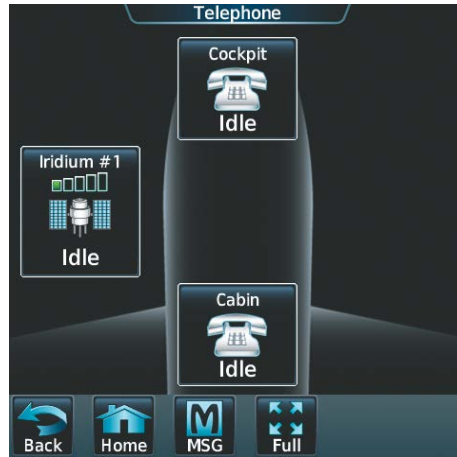 Telephone
Cockpit
Idle
Iridium #1
Idle
Cabin
Idle
Back Home MSG Full